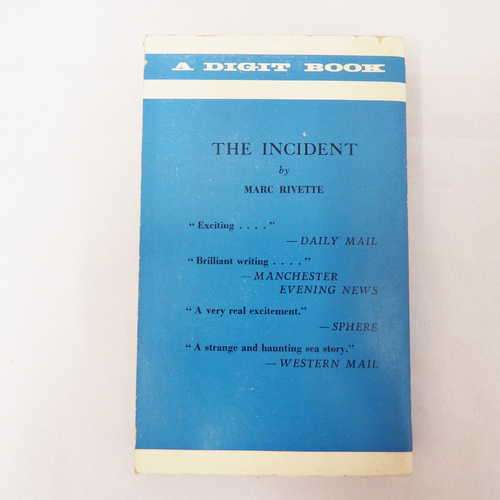 A DIGIT BOOK
THE INCIDENT
by
MARC RIVETTE
"Exciting . . . ."
— DAILY MAIL
"Brilliant writing . . . ."
— MANCHESTER
EVENING NEWS
"A very real excitement."
— SPHERE
"A strange and haunting sea story."
— WESTERN MAIL